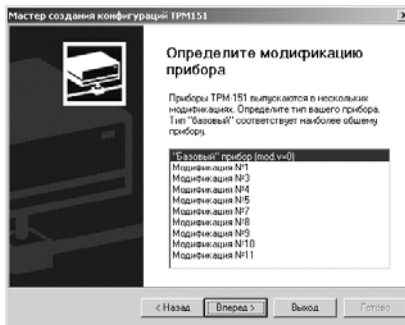 Мастер создания конфигураций ТРМ151
Определите модификацию
прибора
Приборы ТРМ-151 выпускаются в нескольких
модификациях. Определите тип вашего прибора.
Тип "базовый" соответствует наиболее общему
прибору.
"Базовый" прибор (mod.v=0)
Модификация №1
Модификация №3
Модификация №4
Модификация №5
Модификация №7
Модификация №8
Модификация №9
Модификация №10
Модификация №11
< Назад Вперед > Выход Готово